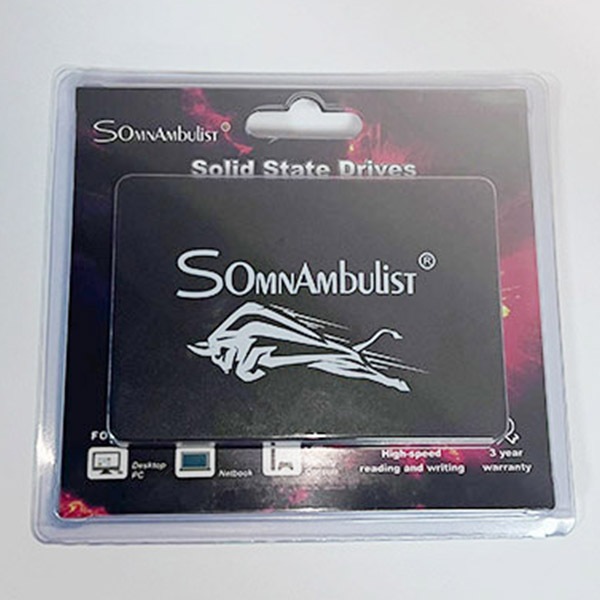 SOmnAmbulist®
Solid State Drives
SOmnAmbulist®
Desktop
PC
Netbook
High-speed
reading and writing
3 year
warranty